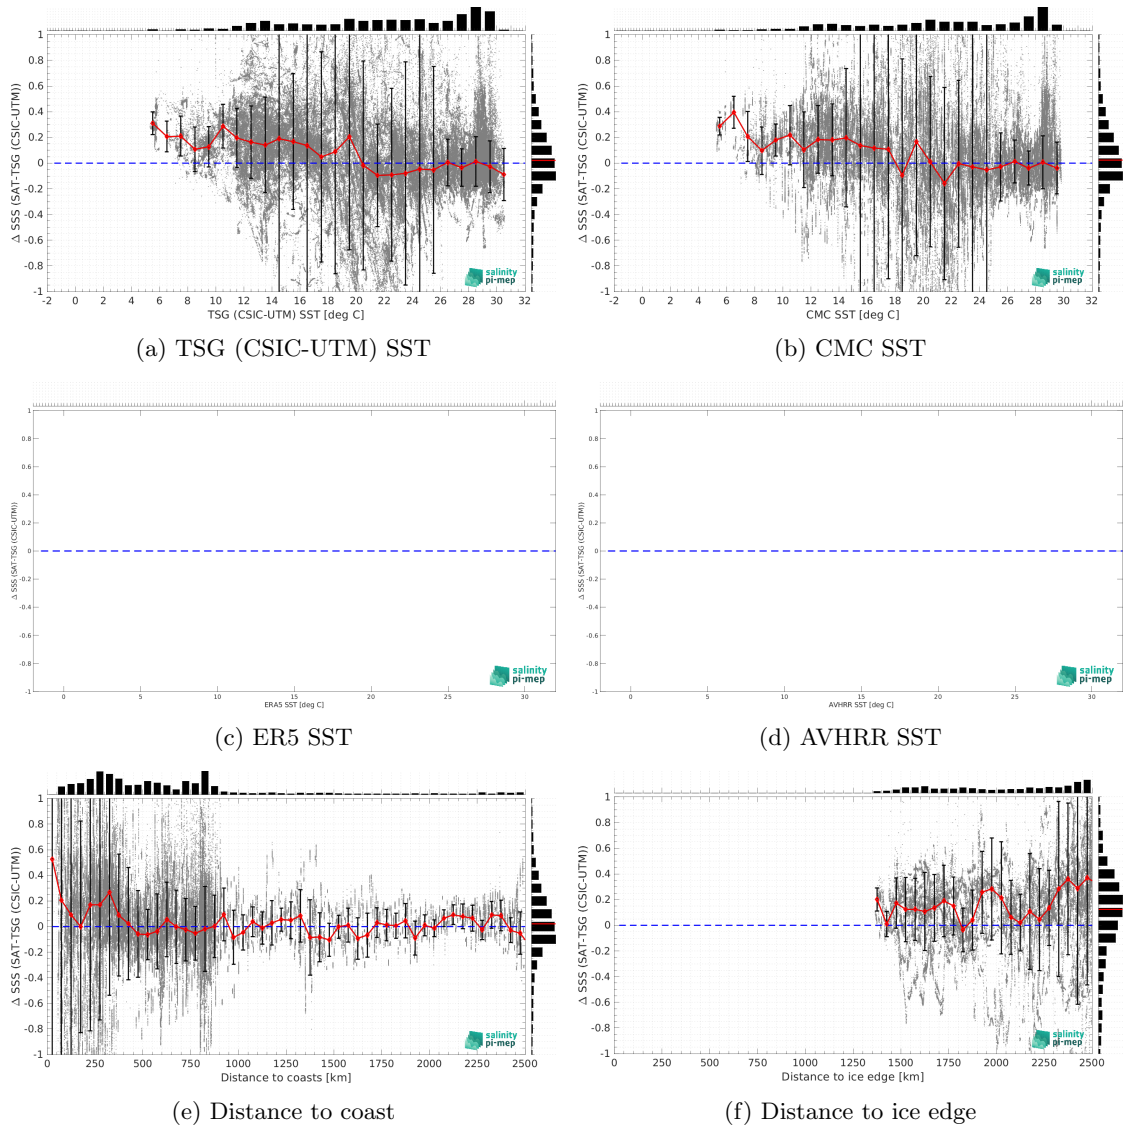 1
0.8
0.6
0.4
0.2
0
-0.2
-0.4
-0.6
-0.8
-1
Δ SSS (SAT-TSG (CSIC-UTM))
-2 0 2 4 6 8 10 12 14 16 18 20 22 24 26 28 30 32
TSG (CSIC-UTM) SST [deg C]
salinity
pi-mep
(a) TSG (CSIC-UTM) SST
1
0.8
0.6
0.4
0.2
0
-0.2
-0.4
-0.6
-0.8
-1
Δ SSS (SAT-TSG (CSIC-UTM))
-2 0 2 4 6 8 10 12 14 16 18 20 22 24 26 28 30 32
CMC SST [deg C]
salinity
pi-mep
(b) CMC SST
1
0.8
0.6
0.4
0.2
0
-0.2
-0.4
-0.6
-0.8
-1
Δ SSS (SAT-TSG (CSIC-UTM))
0 5 10 15 20 25 30
ERA5 SST [deg C]
salinity
pi-mep
(c) ER5 SST
1
0.8
0.6
0.4
0.2
0
-0.2
-0.4
-0.6
-0.8
-1
Δ SSS (SAT-TSG (CSIC-UTM))
0 5 10 15 20 25 30
AVHRR SST [deg C]
salinity
pi-mep
(d) AVHRR SST
1
0.8
0.6
0.4
0.2
0
-0.2
-0.4
-0.6
-0.8
-1
Δ SSS (SAT-TSG (CSIC-UTM))
0 250 500 750 1000 1250 1500 1750 2000 2250 2500
Distance to coasts [km]
salinity
pi-mep
(e) Distance to coast
1
0.8
0.6
0.4
0.2
0
-0.2
-0.4
-0.6
-0.8
-1
Δ SSS (SAT-TSG (CSIC-UTM))
0 250 500 750 1000 1250 1500 1750 2000 2250 2500
Distance to ice edge [km]
salinity
pi-mep
(f) Distance to ice edge